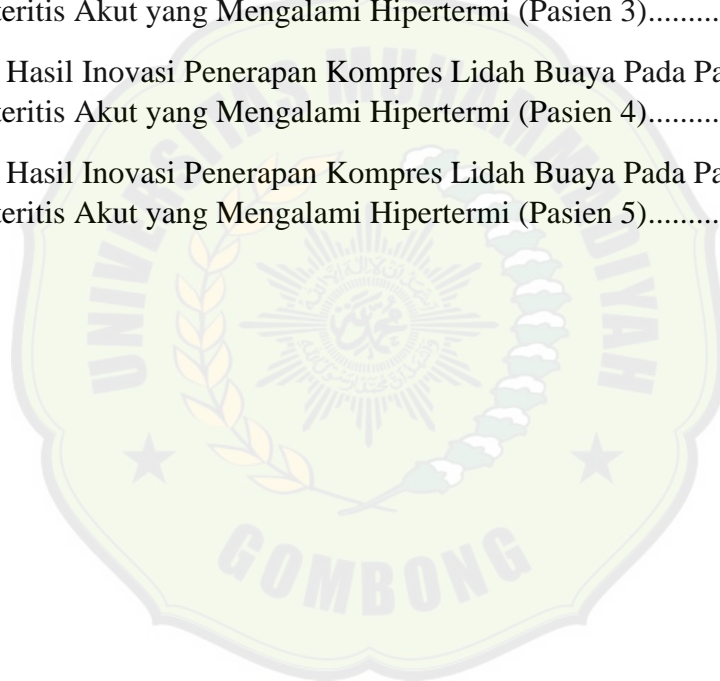 teritis Akut yang Mengalami Hipertermi (Pasien 3).........
Hasil Inovasi Penerapan Kompres Lidah Buaya Pada Pa
teritis Akut yang Mengalami Hipertermi (Pasien 4).........
Hasil Inovasi Penerapan Kompres Lidah Buaya Pada Pa
teritis Akut yang Mengalami Hipertermi (Pasien 5).........
UNIVERSITAS MUHAMMADIYAH
GOMBONG